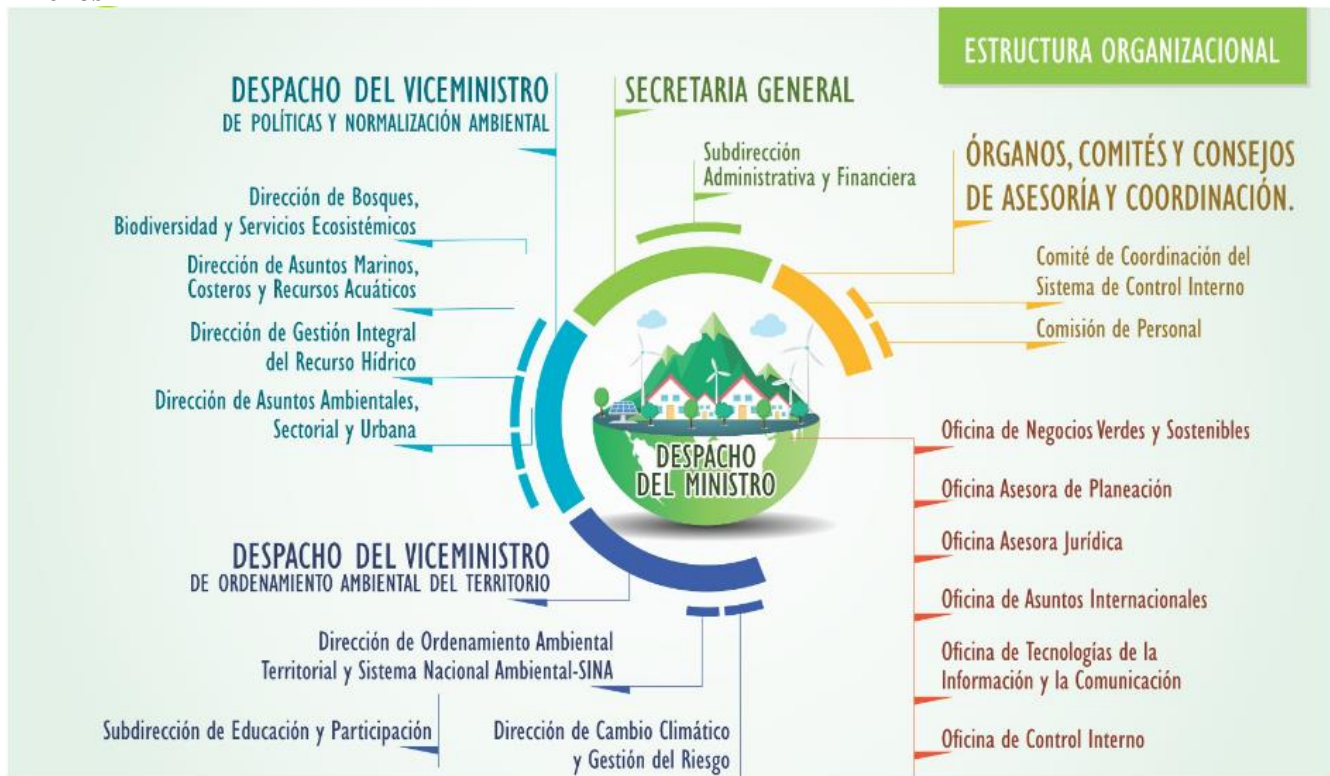 ESTRUCTURA ORGANIZACIONAL
DESPACHO DEL VICEMINISTRO
DE POLÍTICAS Y NORMALIZACIÓN AMBIENTAL
Dirección de Bosques,
Biodiversidad y Servicios Ecosistémicos
Dirección de Asuntos Marinos,
Costeros y Recursos Acuáticos
Dirección de Gestión Integral
del Recurso Hídrico
Dirección de Asuntos Ambientales,
Sectorial y Urbana
SECRETARIA GENERAL
Subdirección
Administrativa y Financiera
ÓRGANOS, COMITÉS Y CONSEJOS
DE ASESORÍA Y COORDINACIÓN.
Comité de Coordinación del
Sistema de Control Interno
Comisión de Personal
DESPACHO
DEL MINISTRO
Oficina de Negocios Verdes y Sostenibles
Oficina Asesora de Planeación
Oficina Asesora Jurídica
Oficina de Asuntos Internacionales
Oficina de Tecnologías de la
Información y la Comunicación
Oficina de Control Interno
DESPACHO DEL VICEMINISTRO
DE ORDENAMIENTO AMBIENTAL DEL TERRITORIO
Dirección de Ordenamiento Ambiental
Territorial y Sistema Nacional Ambiental-SINA
Subdirección de Educación y Participación
Dirección de Cambio Climático
y Gestión del Riesgo